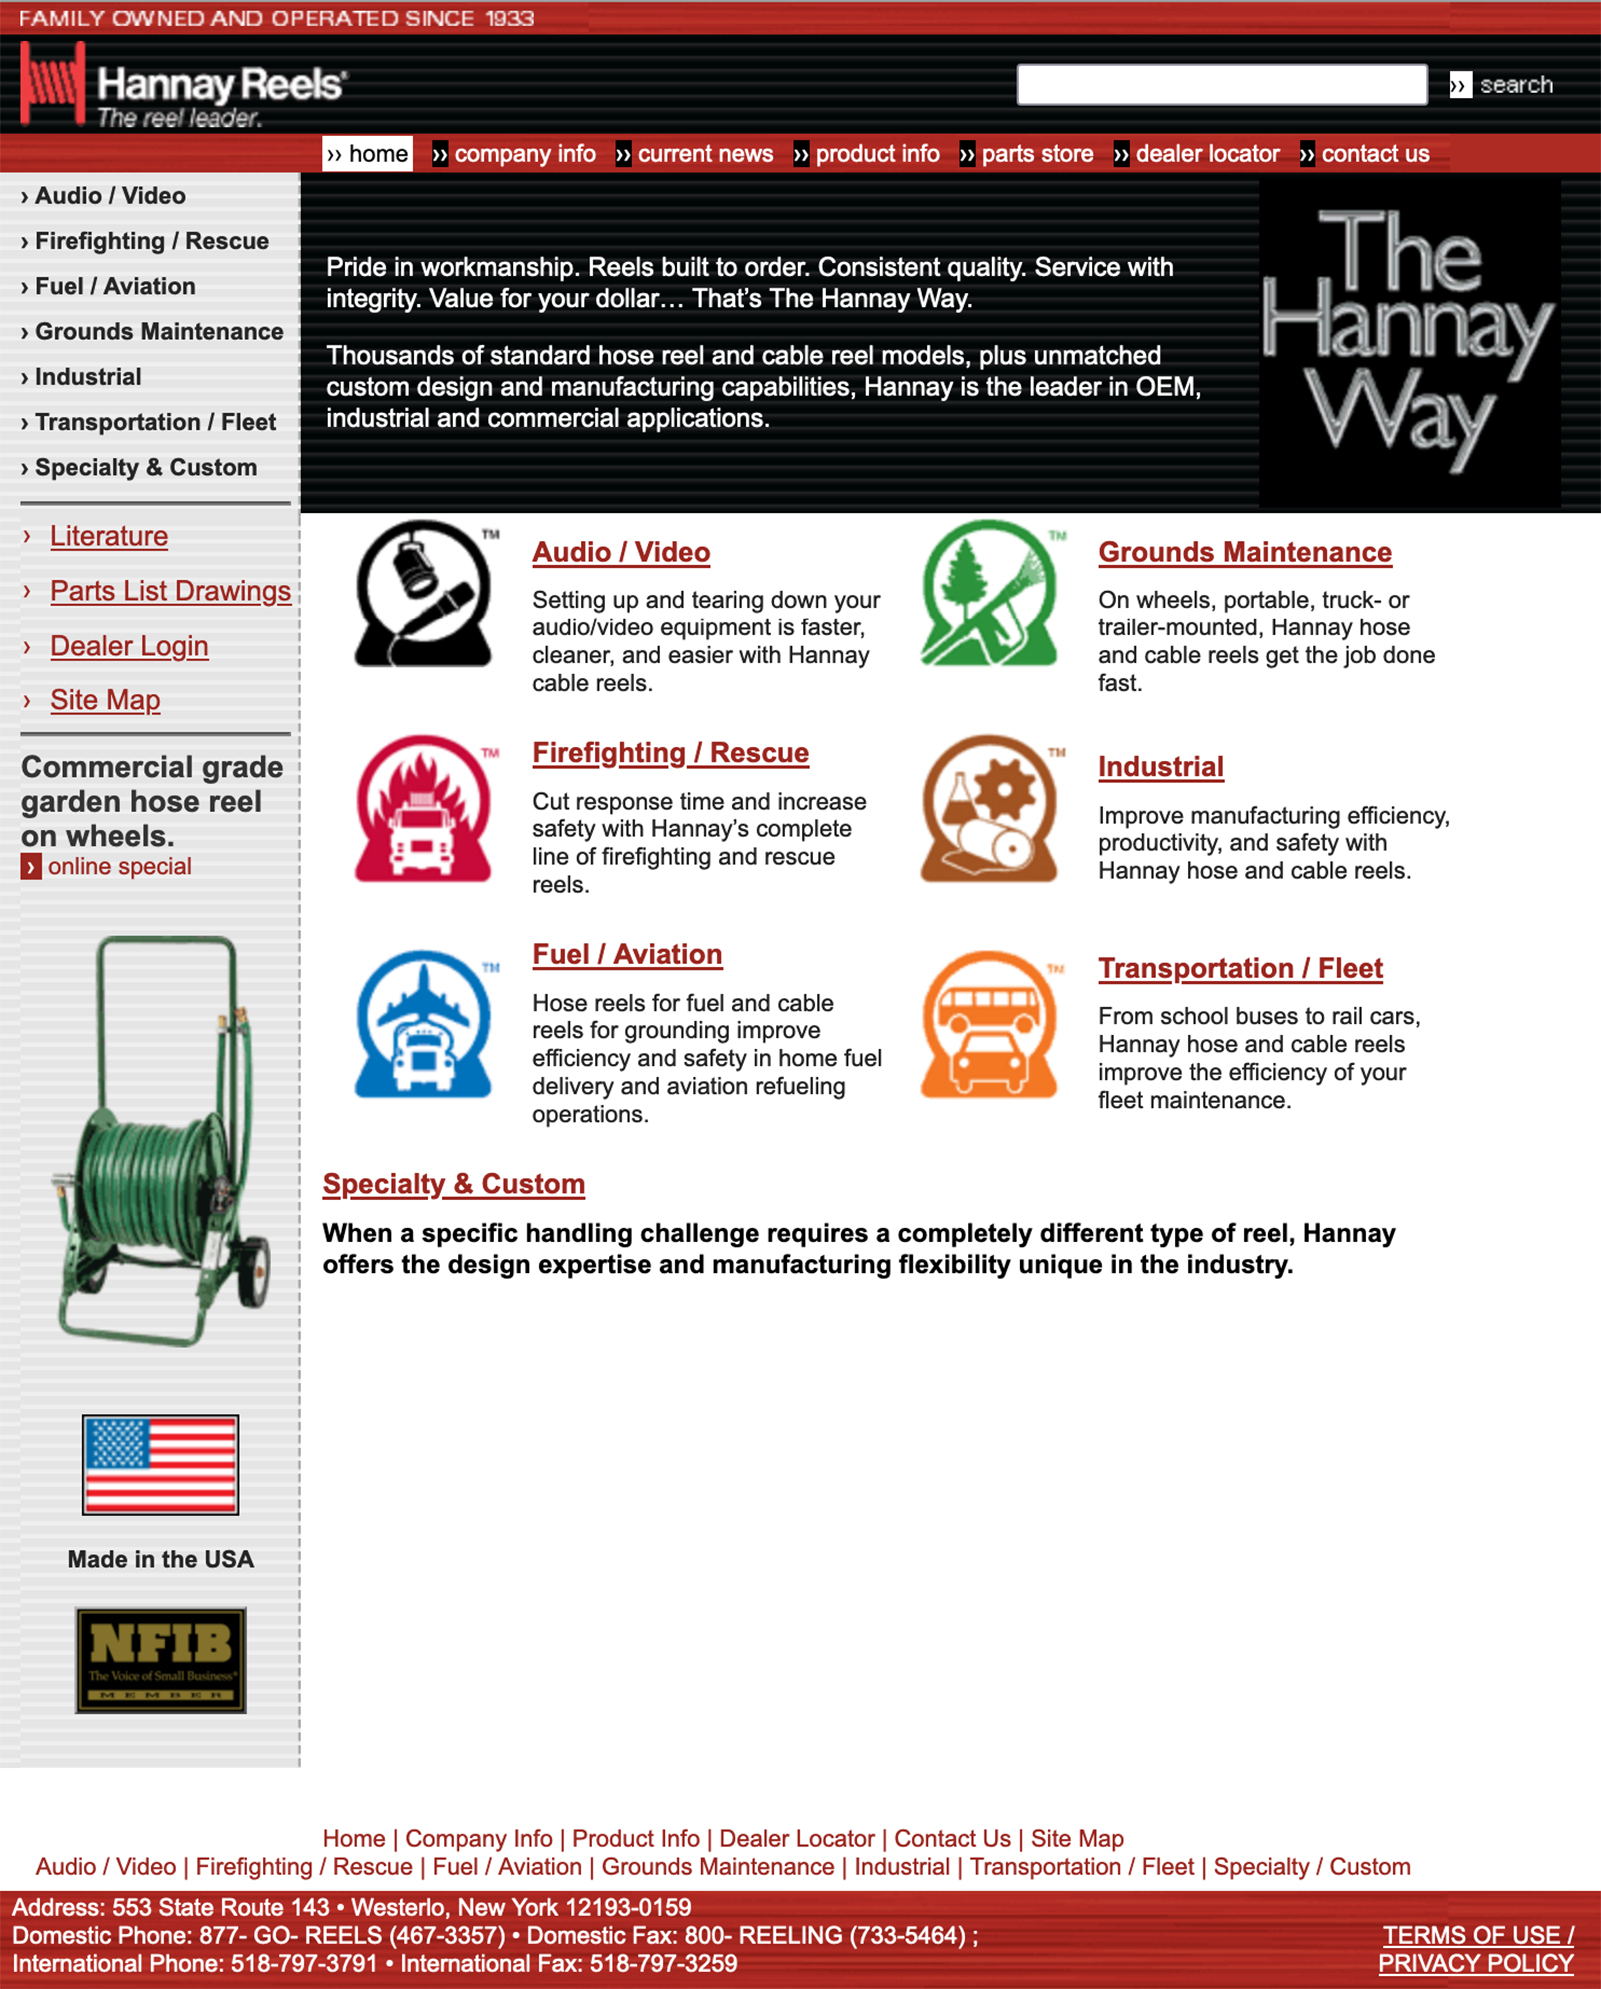 FAMILY OWNED AND OPERATED SINCE 1933
Hannay Reels®
The reel leader.
›› search
›› home ›› company info ›› current news ›› product info ›› parts store ›› dealer locator ›› contact us
› Audio / Video
› Firefighting / Rescue
› Fuel / Aviation
› Grounds Maintenance
› Industrial
› Transportation / Fleet
› Specialty & Custom
› Literature
› Parts List Drawings
› Dealer Login
› Site Map
Commercial grade
garden hose reel
on wheels.
› online special
Made in the USA
NFIB
The Voice of Small Business®
MEMBER
Pride in workmanship. Reels built to order. Consistent quality. Service with
integrity. Value for your dollar… That’s The Hannay Way.
Thousands of standard hose reel and cable reel models, plus unmatched
custom design and manufacturing capabilities, Hannay is the leader in OEM,
industrial and commercial applications.
The
Hannay
Way
TM
Audio / Video
Setting up and tearing down your
audio/video equipment is faster,
cleaner, and easier with Hannay
cable reels.
TM
Grounds Maintenance
On wheels, portable, truck- or
trailer-mounted, Hannay hose
and cable reels get the job done
fast.
TM
Firefighting / Rescue
Cut response time and increase
safety with Hannay’s complete
line of firefighting and rescue
reels.
TM
Industrial
Improve manufacturing efficiency,
productivity, and safety with
Hannay hose and cable reels.
TM
Fuel / Aviation
Hose reels for fuel and cable
reels for grounding improve
efficiency and safety in home fuel
delivery and aviation refueling
operations.
TM
Transportation / Fleet
From school buses to rail cars,
Hannay hose and cable reels
improve the efficiency of your
fleet maintenance.
Specialty & Custom
When a specific handling challenge requires a completely different type of reel, Hannay
offers the design expertise and manufacturing flexibility unique in the industry.
Home | Company Info | Product Info | Dealer Locator | Contact Us | Site Map
Audio / Video | Firefighting / Rescue | Fuel / Aviation | Grounds Maintenance | Industrial | Transportation / Fleet | Specialty / Custom
Address: 553 State Route 143 • Westerlo, New York 12193-0159
Domestic Phone: 877- GO- REELS (467-3357) • Domestic Fax: 800- REELING (733-5464) ;
International Phone: 518-797-3791 • International Fax: 518-797-3259
TERMS OF USE /
PRIVACY POLICY